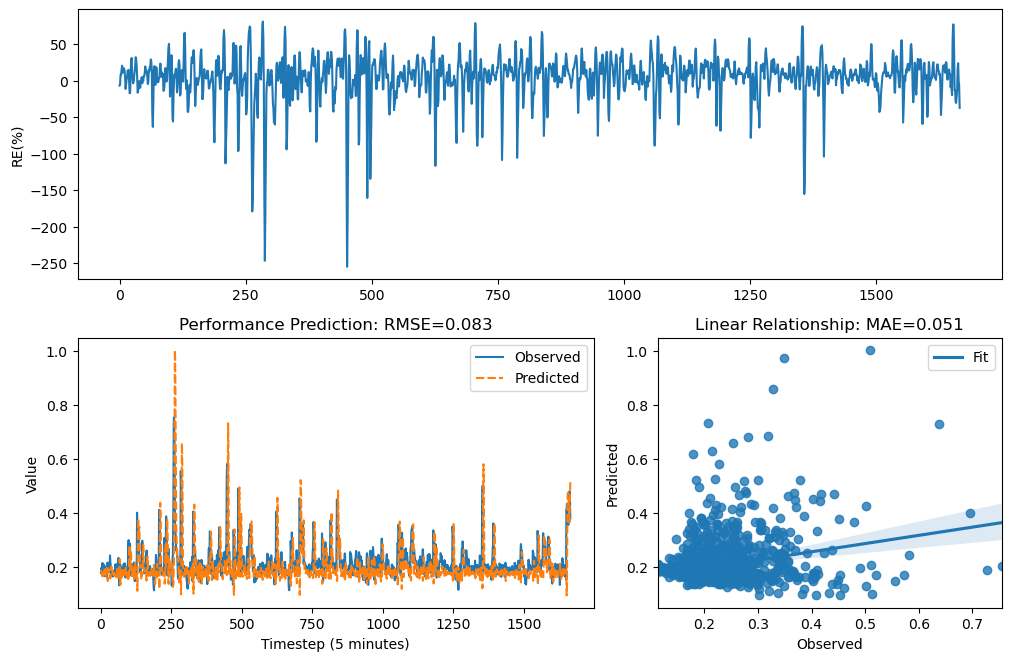 RE(%)
50
0
−50
−100
−150
−200
−250
0 250 500 750 1000 1250 1500
Performance Prediction: RMSE=0.083
Value
1.0
0.8
0.6
0.4
0.2
Observed
Predicted
0 250 500 750 1000 1250 1500
Timestep (5 minutes)
Linear Relationship: MAE=0.051
Predicted
1.0
0.8
0.6
0.4
0.2
Fit
0.2 0.3 0.4 0.5 0.6 0.7
Observed